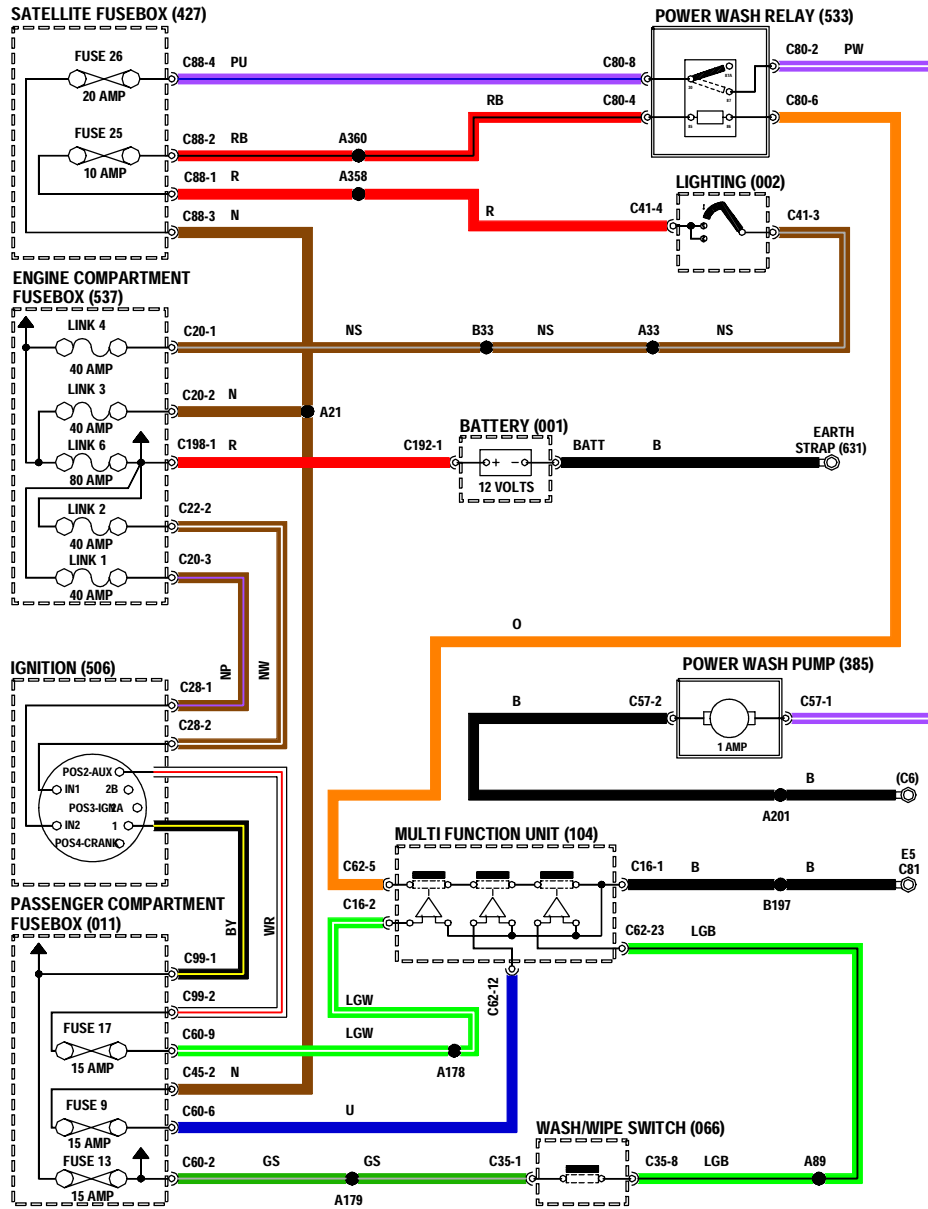 SATELLITE FUSEBOX (427)
FUSE 26
20 AMP
FUSE 25
10 AMP
C88-4 PU
C88-2 RB
C88-1 R
C88-3 N
A360
A358
RB
R
POWER WASH RELAY (533)
C80-8
C80-4
C80-2 PW
C80-6
30
87A
87
85
86
LIGHTING (002)
C41-4
C41-3
ENGINE COMPARTMENT
FUSEBOX (537)
LINK 4
40 AMP
LINK 3
40 AMP
LINK 6
80 AMP
LINK 2
40 AMP
LINK 1
40 AMP
C20-1
NS
B33
NS
A33
NS
C20-2 N
A21
C198-1 R
C192-1
BATTERY (001)
+ -
12 VOLTS
BATT B
EARTH
STRAP (631)
C22-2
C20-3
NP
NW
O
IGNITION (506)
C28-1
C28-2
POS2-AUX
IN1
2B
POS3-IGN
2A
IN2
1
POS4-CRANK
BY
WR
POWER WASH PUMP (385)
B
C57-2
C57-1
1 AMP
B
(C6)
A201
MULTI FUNCTION UNIT (104)
C62-5
C16-2
C16-1
B
B
E5
C81
B197
C62-23 LGB
C62-12
PASSENGER COMPARTMENT
FUSEBOX (011)
C99-1
C99-2
FUSE 17
15 AMP
C60-9
LGW
LGW
A178
C45-2 N
FUSE 9
15 AMP
C60-6
U
FUSE 13
15 AMP
C60-2
GS
GS
A179
C35-1
WASH/WIPE SWITCH (066)
C35-8
LGB
A89